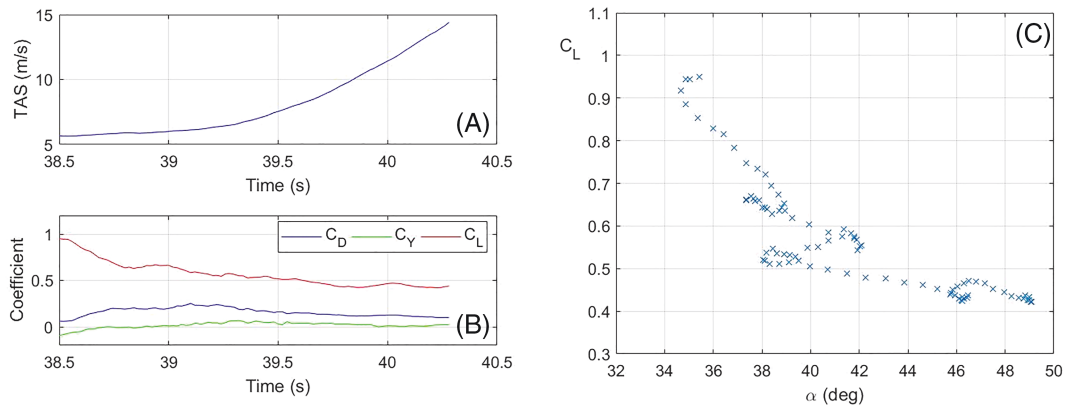 15
10
5
TAS (m/s)
(A)
38.5 39 39.5 40 40.5
Time (s)
1
0.5
0
Coefficient
C_D C_Y C_L
(B)
38.5 39 39.5 40 40.5
Time (s)
1.1
1
0.9
0.8
0.7
0.6
0.5
0.4
0.3
C_L
(C)
32 34 36 38 40 42 44 46 48 50
α (deg)